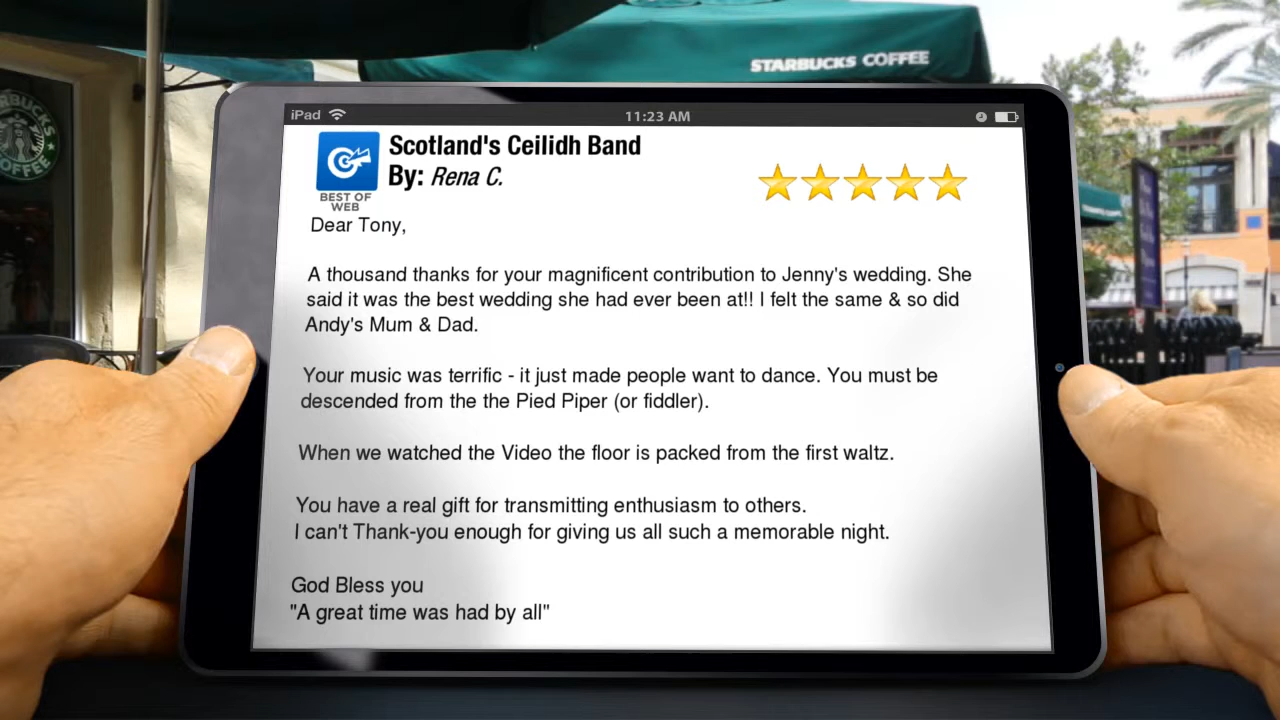 STARBUCKS COFFEE
iPad 11:23 AM
Scotland's Ceilidh Band
By: Rena C.
BEST OF
WEB
Dear Tony,
A thousand thanks for your magnificent contribution to Jenny's wedding. She
said it was the best wedding she had ever been at!! I felt the same & so did
Andy's Mum & Dad.
Your music was terrific - it just made people want to dance. You must be
descended from the the Pied Piper (or fiddler).
When we watched the Video the floor is packed from the first waltz.
You have a real gift for transmitting enthusiasm to others.
I can't Thank-you enough for giving us all such a memorable night.
God Bless you
"A great time was had by all"